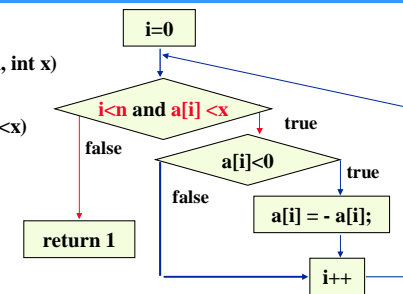 i=0
, int x)
i<n and a[i] <x
<x)
false
true
a[i]<0
false
true
a[i] = - a[i];
return 1
i++